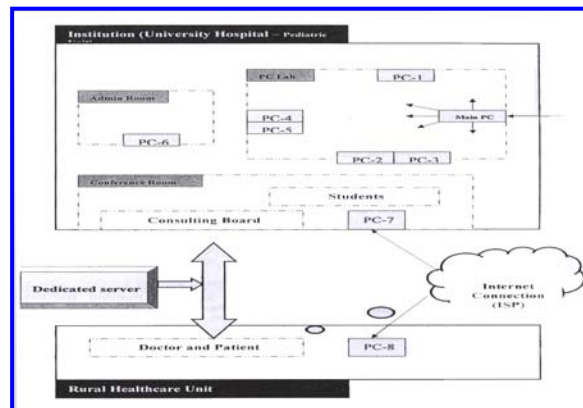 Institution (University Hospital – Pediatric
PC Lab
PC-1
Admin Room
PC-4
Main PC
PC-5
PC-6
PC-2
PC-3
Conference Room
Students
Consulting Board
PC-7
Dedicated server
Internet
Connection
(ISP)
Doctor and Patient
PC-8
Rural Healthcare Unit